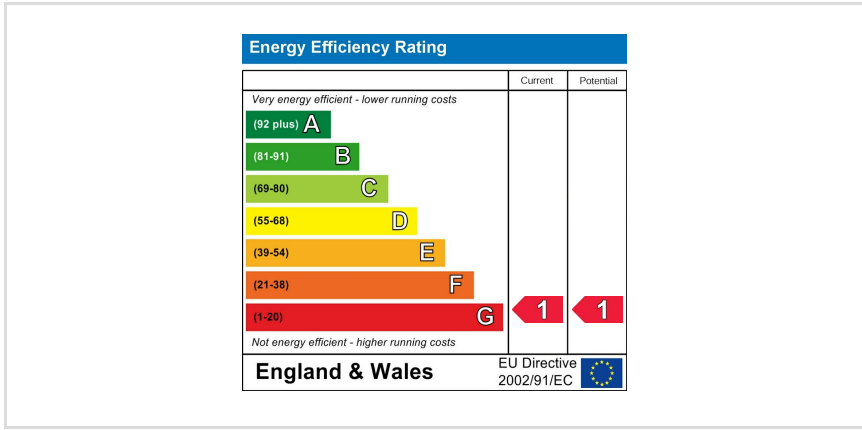 Energy Efficiency Rating
Current Potential
Very energy efficient - lower running costs
(92 plus) A
(81-91) B
(69-80) C
(55-68) D
(39-54) E
(21-38) F
(1-20) G 1 1
Not energy efficient - higher running costs
England & Wales
EU Directive
2002/91/EC